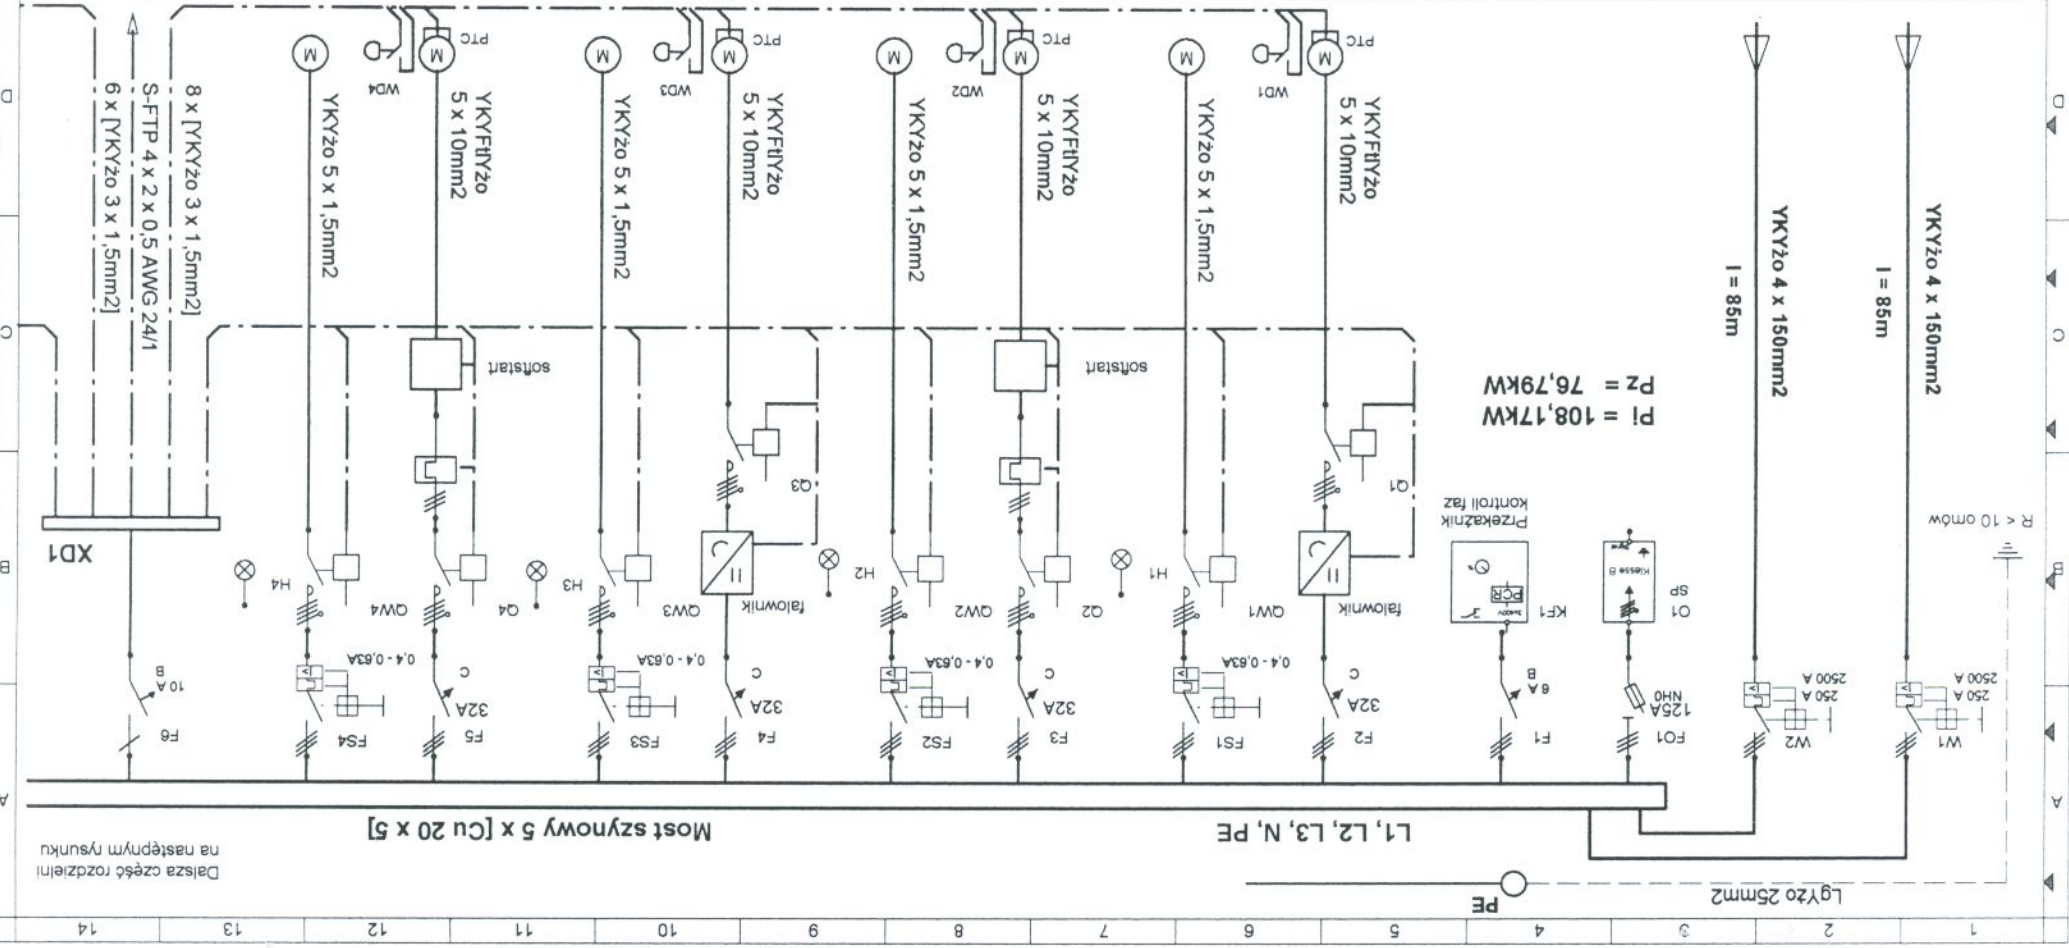 1
2
3
4
5
6
7
8
9
10
11
12
13
14
PE
LgYżo 25mm2
Dalsza część rozdzielni
na następnym rysunku
L1, L2, L3, N, PE
Most szynowy 5 x [Cu 20 x 5]
A
A
W1
250 A
2500 A
W2
250 A
2500 A
FO1
125A
NH0
F1
6 A
B
F2
32A
C
FS1
0,4 - 0,63A
F3
32A
C
FS2
0,4 - 0,63A
F4
32A
C
FS3
0,4 - 0,63A
F5
32A
C
FS4
0,4 - 0,63A
F6
10 A
B
B
B
R < 10 omów
O1
SP
Klasse B
KF1
3x400V
PCR
Przekaźnik
kontroli faz
falownik
QW1
H1
Q2
QW2
H2
falownik
QW3
H3
Q4
QW4
H4
XD1
Q1
Q3
Pi = 108,17kW
Pz = 76,79kW
softstart
softstart
C
C
YKYżo 4 x 150mm2
l = 85m
YKYżo 4 x 150mm2
l = 85m
YKYFtlYżo
5 x 10mm2
YKYżo 5 x 1,5mm2
YKYFtlYżo
5 x 10mm2
YKYżo 5 x 1,5mm2
YKYFtlYżo
5 x 10mm2
YKYżo 5 x 1,5mm2
YKYFtlYżo
5 x 10mm2
YKYżo 5 x 1,5mm2
8 x [YKYżo 3 x 1,5mm2]
S-FTP 4 x 2 x 0,5 AWG 24/1
6 x [YKYżo 3 x 1,5mm2]
D
D
PTC
M
WD1
M
PTC
M
WD2
M
PTC
M
WD3
M
PTC
M
WD4
M